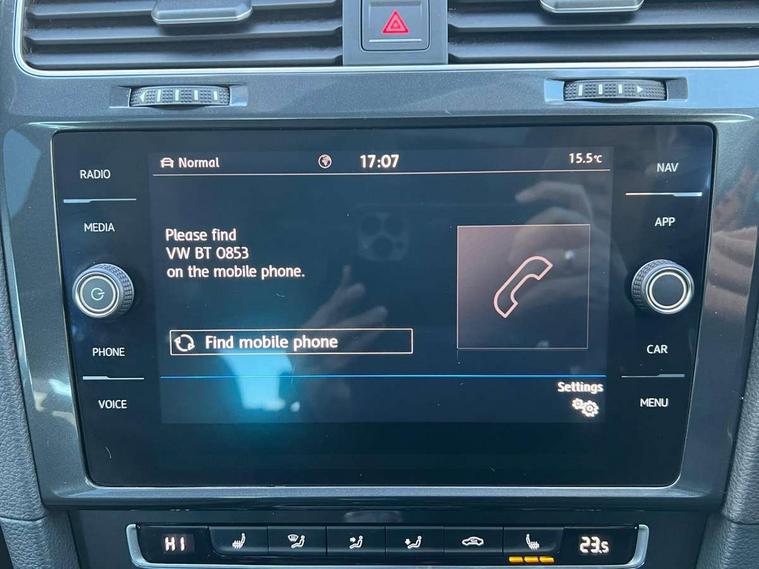 RADIO
MEDIA
PHONE
VOICE
Normal 17:07 15.5°C
Please find
VW BT 0853
on the mobile phone.
Find mobile phone
Settings
NAV
APP
CAR
MENU
HI 23.5